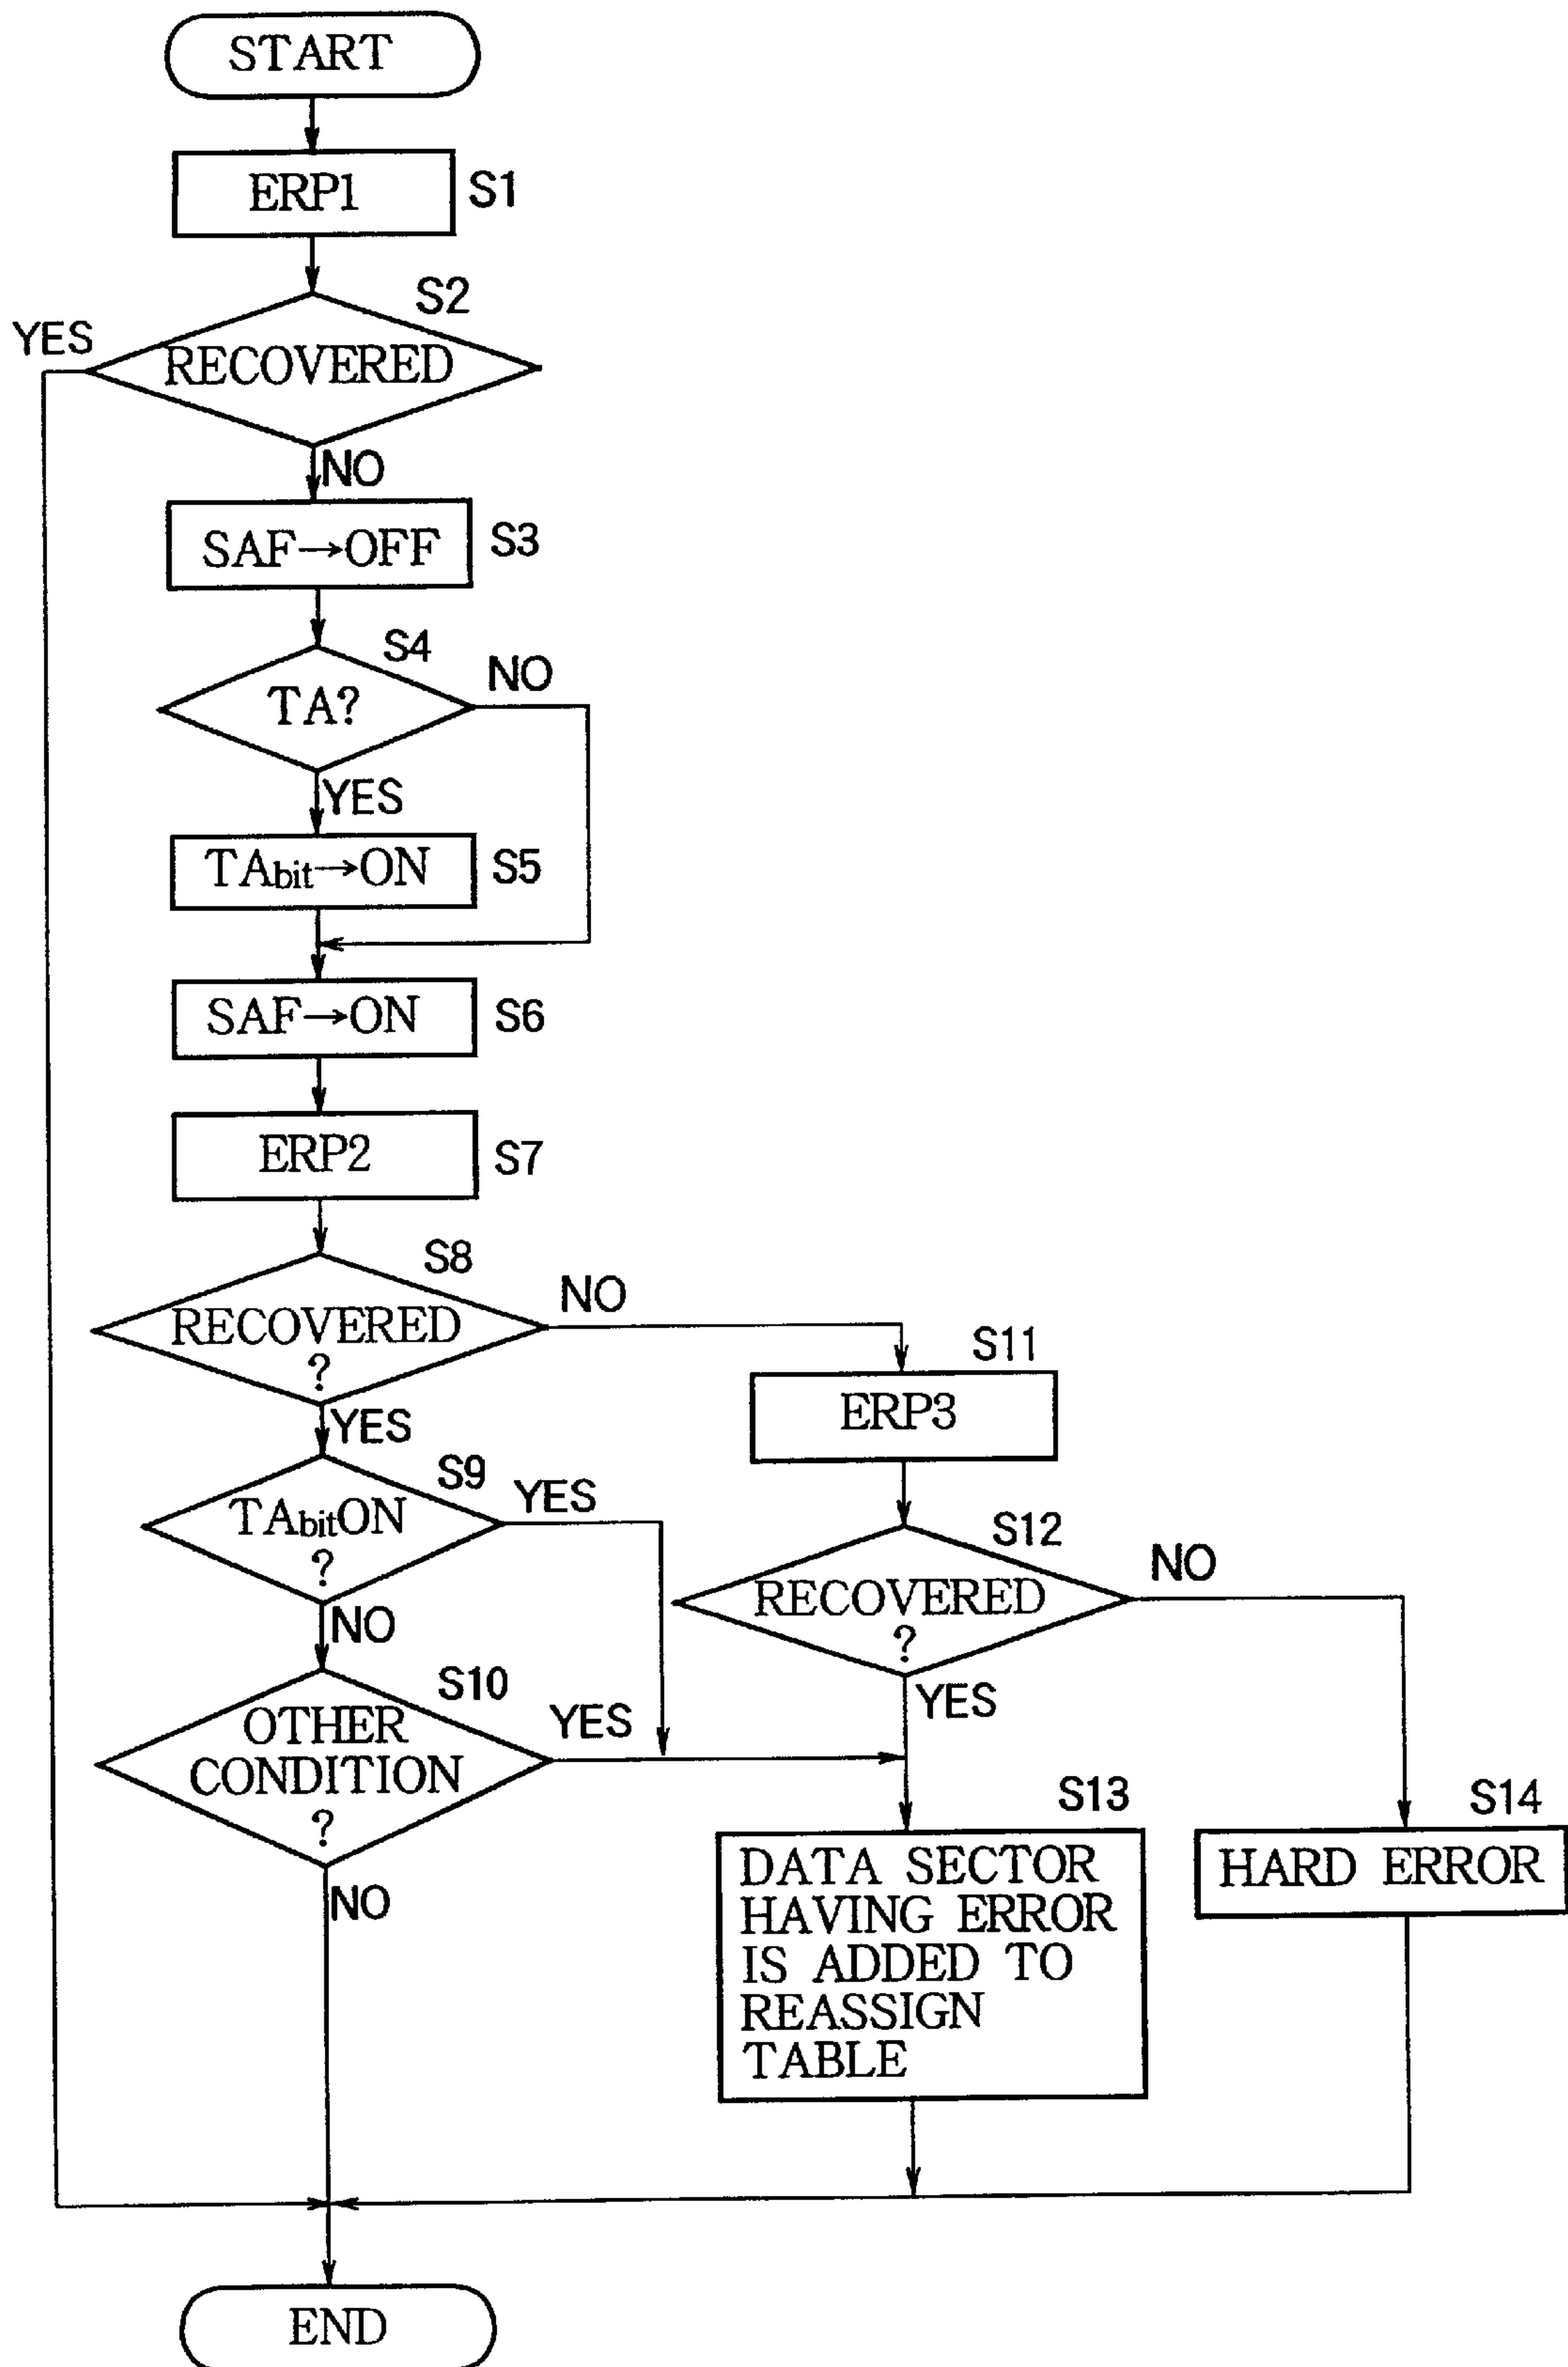 START
ERP1
S1
S2
YES
RECOVERED
NO
SAF→OFF
S3
S4
NO
TA?
YES
TAbit→ON
S5
SAF→ON
S6
ERP2
S7
S8
NO
RECOVERED
?
YES
S11
ERP3
S9
YES
TAbitON
?
NO
S12
NO
RECOVERED
?
YES
S10
YES
OTHER
CONDITION
?
NO
S13
DATA SECTOR
HAVING ERROR
IS ADDED TO
REASSIGN
TABLE
S14
HARD ERROR
END